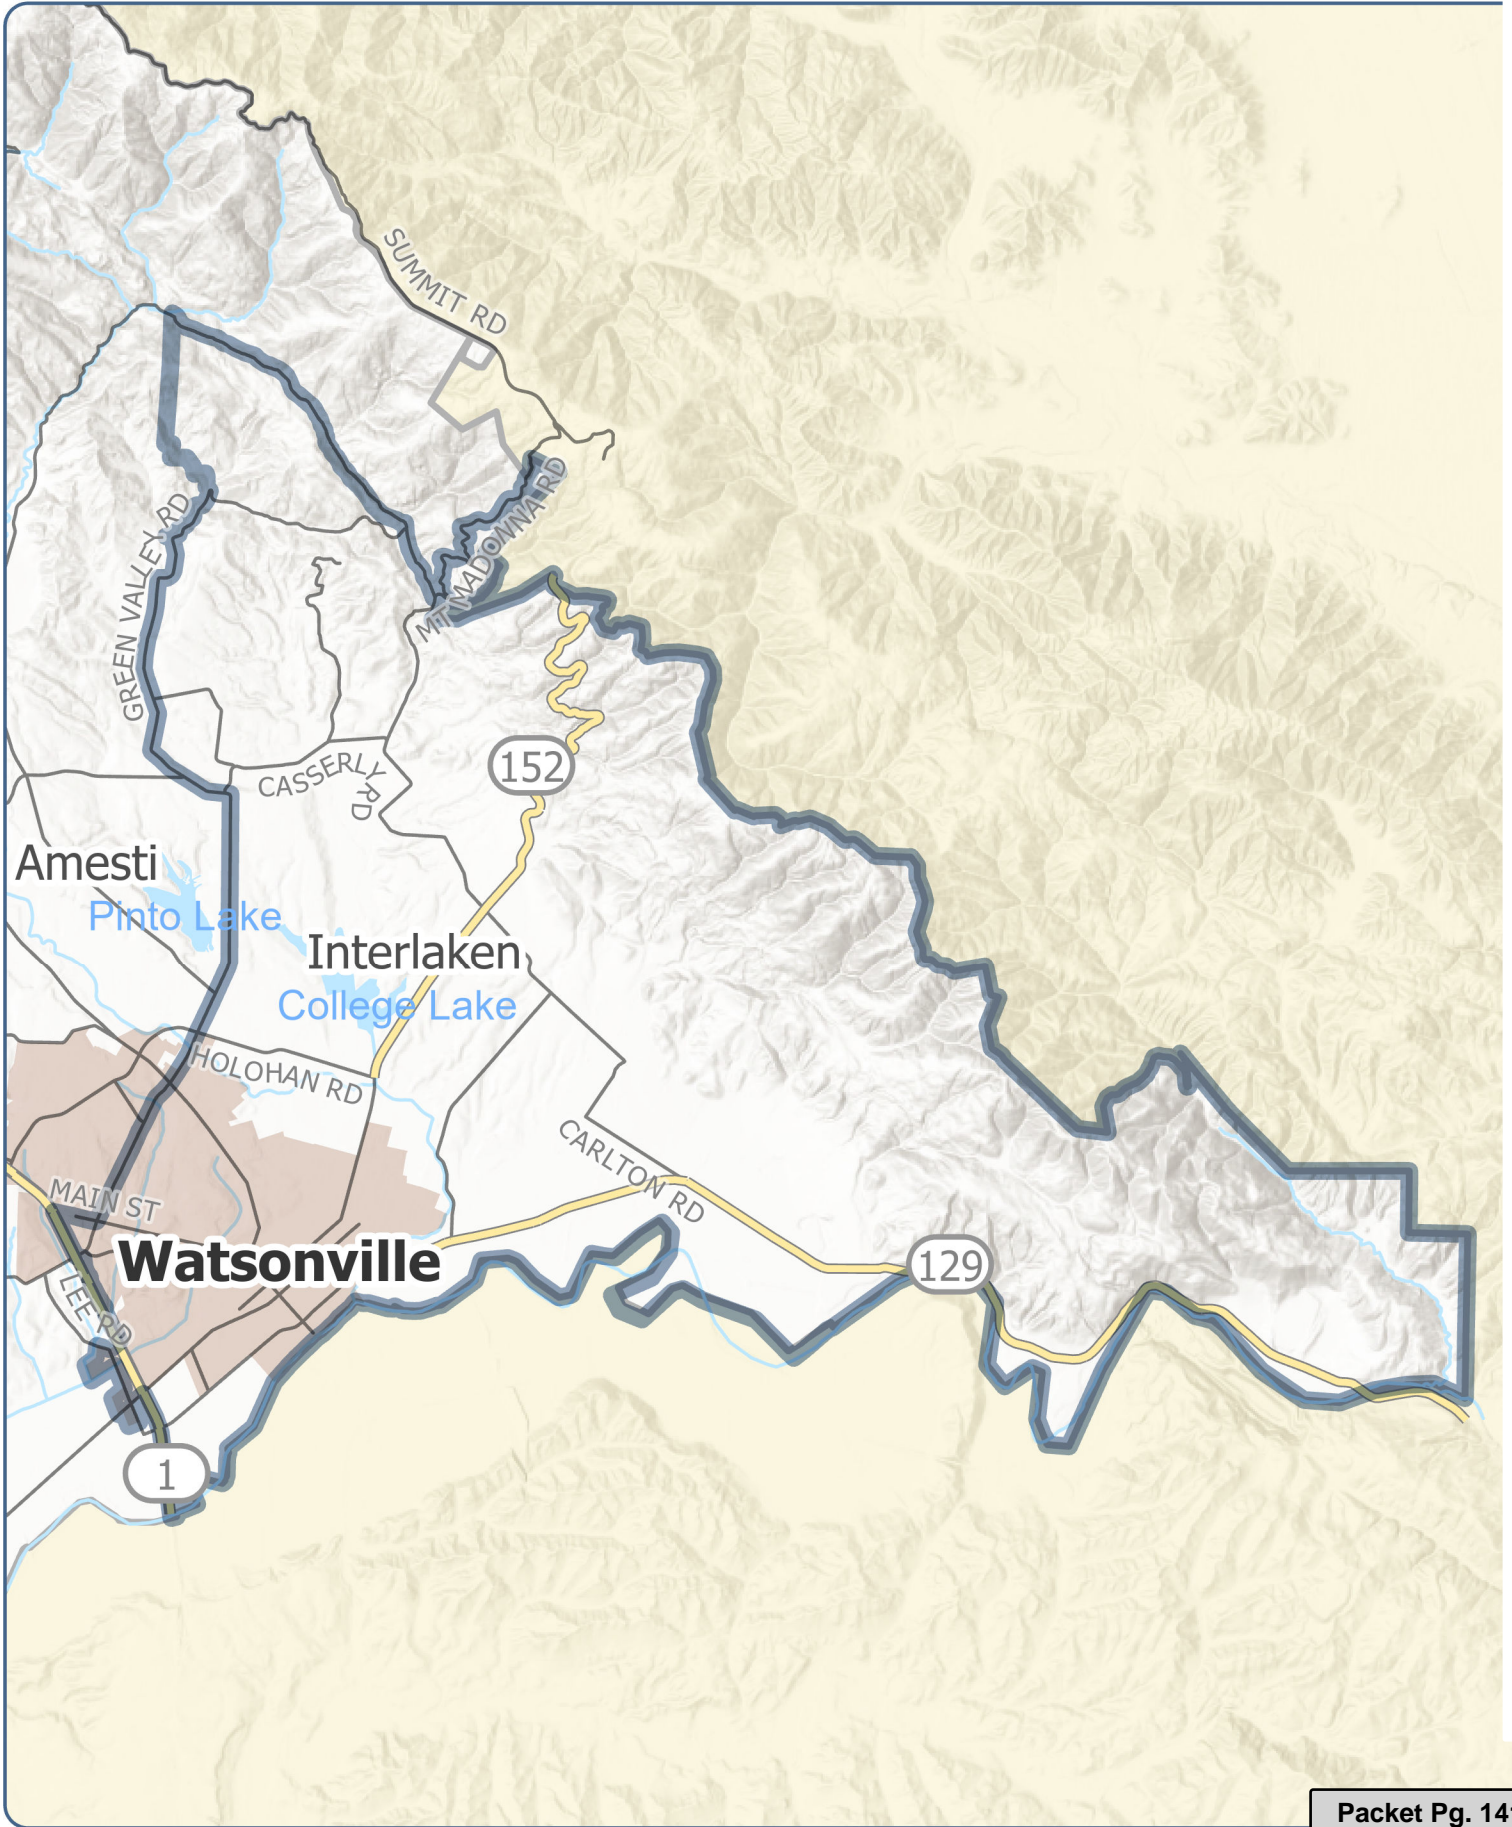 SUMMIT RD
MT MADONNA RD
GREEN VALLEY RD
152
CASSERLY RD
Amesti
Pinto Lake
Interlaken
College Lake
HOLOHAN RD
CARLTON RD
MAIN ST
Watsonville
129
LEE RD
1
Packet Pg. 14